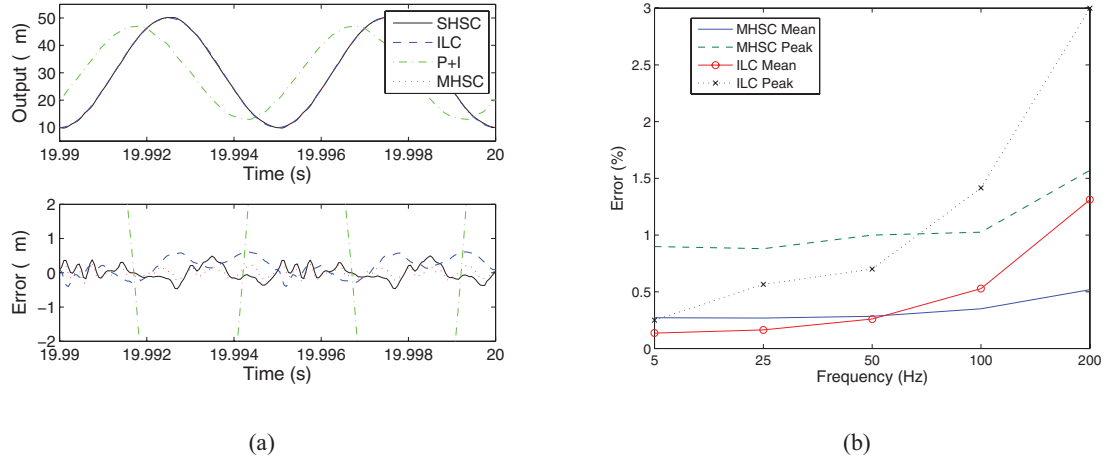 50
40
30
20
10
Output ( m)
19.99 19.992 19.994 19.996 19.998 20
Time (s)
SHSC
ILC
P+I
MHSC
2
1
0
−1
−2
Error ( m)
19.99 19.992 19.994 19.996 19.998 20
Time (s)
(a)
3
2.5
2
1.5
1
0.5
0
Error (%)
MHSC Mean
MHSC Peak
ILC Mean
ILC Peak
5 25 50 100 200
Frequency (Hz)
(b)